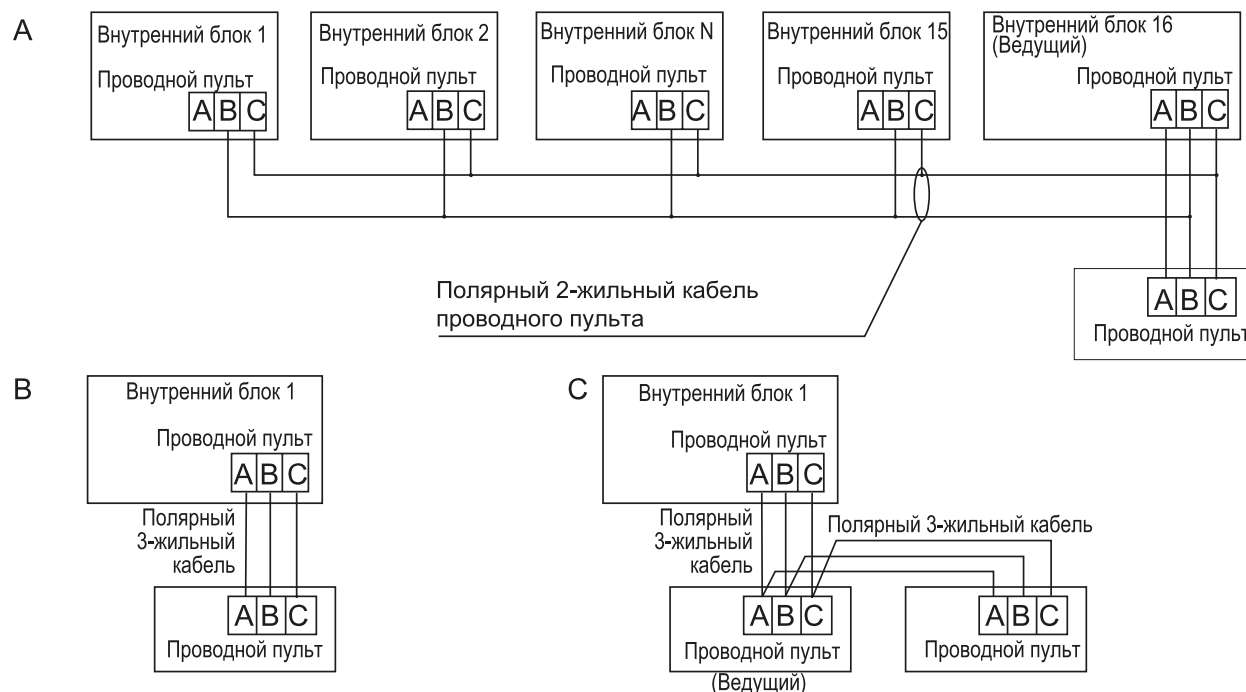 A
Внутренний блок 1
Проводной пульт
A B C
Внутренний блок 2
Проводной пульт
A B C
Внутренний блок N
Проводной пульт
A B C
Внутренний блок 15
Проводной пульт
A B C
Внутренний блок 16
(Ведущий)
Проводной пульт
A B C
Полярный 2-жильный кабель
проводного пульта
A B C
Проводной пульт
B
Внутренний блок 1
Проводной пульт
A B C
Полярный
3-жильный
кабель
A B C
Проводной пульт
C
Внутренний блок 1
Проводной пульт
A B C
Полярный
3-жильный
кабель
Полярный 3-жильный кабель
A B C
Проводной пульт
(Ведущий)
A B C
Проводной пульт